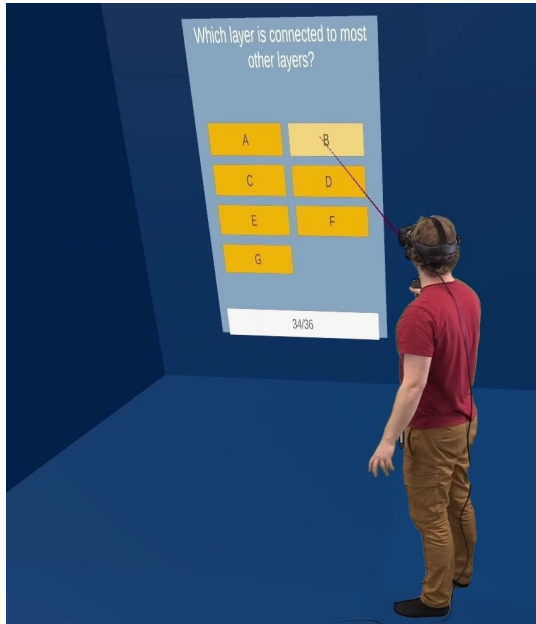 Which layer is connected to most
other layers?
A
B
C
D
E
F
G
34/36